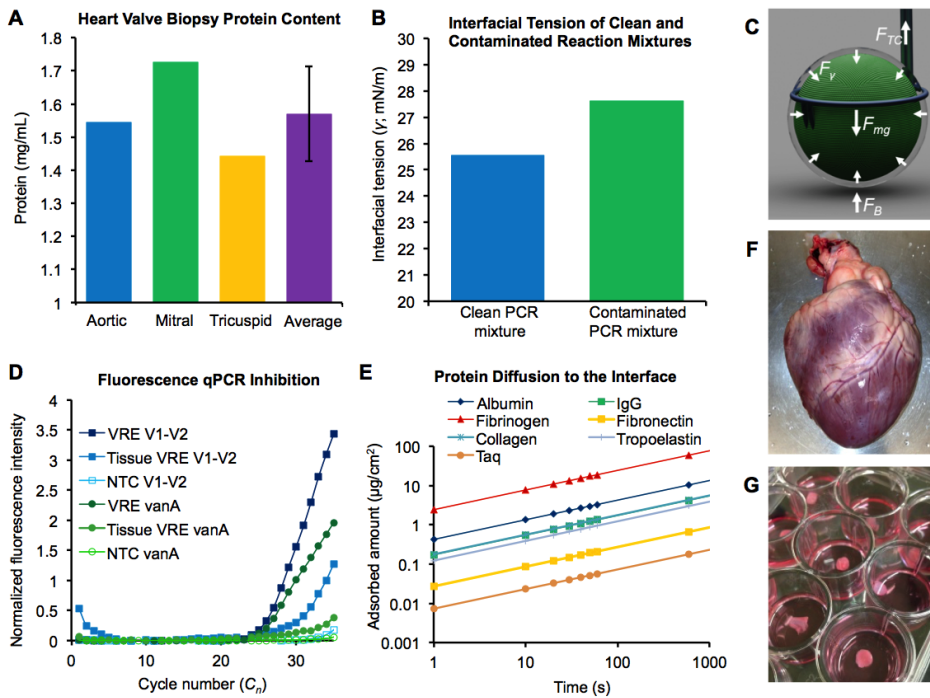 A
Heart Valve Biopsy Protein Content
Protein (mg/mL)
1.8
1.7
1.6
1.5
1.4
1.3
1.2
1.1
1
Aortic
Mitral
Tricuspid
Average
B
Interfacial Tension of Clean and
Contaminated Reaction Mixtures
Interfacial tension (γ; mN/m)
30
29
28
27
26
25
24
23
22
21
20
Clean PCR
mixture
Contaminated
PCR mixture
C
F_TC
F_γ
F_mg
F_B
F
D
Fluorescence qPCR Inhibition
Normalized fluorescence intensity
4
3.5
3
2.5
2
1.5
1
0.5
0
VRE V1-V2
Tissue VRE V1-V2
NTC V1-V2
VRE vanA
Tissue VRE vanA
NTC vanA
0
10
20
30
Cycle number (C_n)
E
Protein Diffusion to the Interface
Albumin
IgG
Fibrinogen
Fibronectin
Collagen
Tropoelastin
Taq
Adsorbed amount (µg/cm²)
100
10
1
0.1
0.01
0.001
1
10
100
1000
Time (s)
G